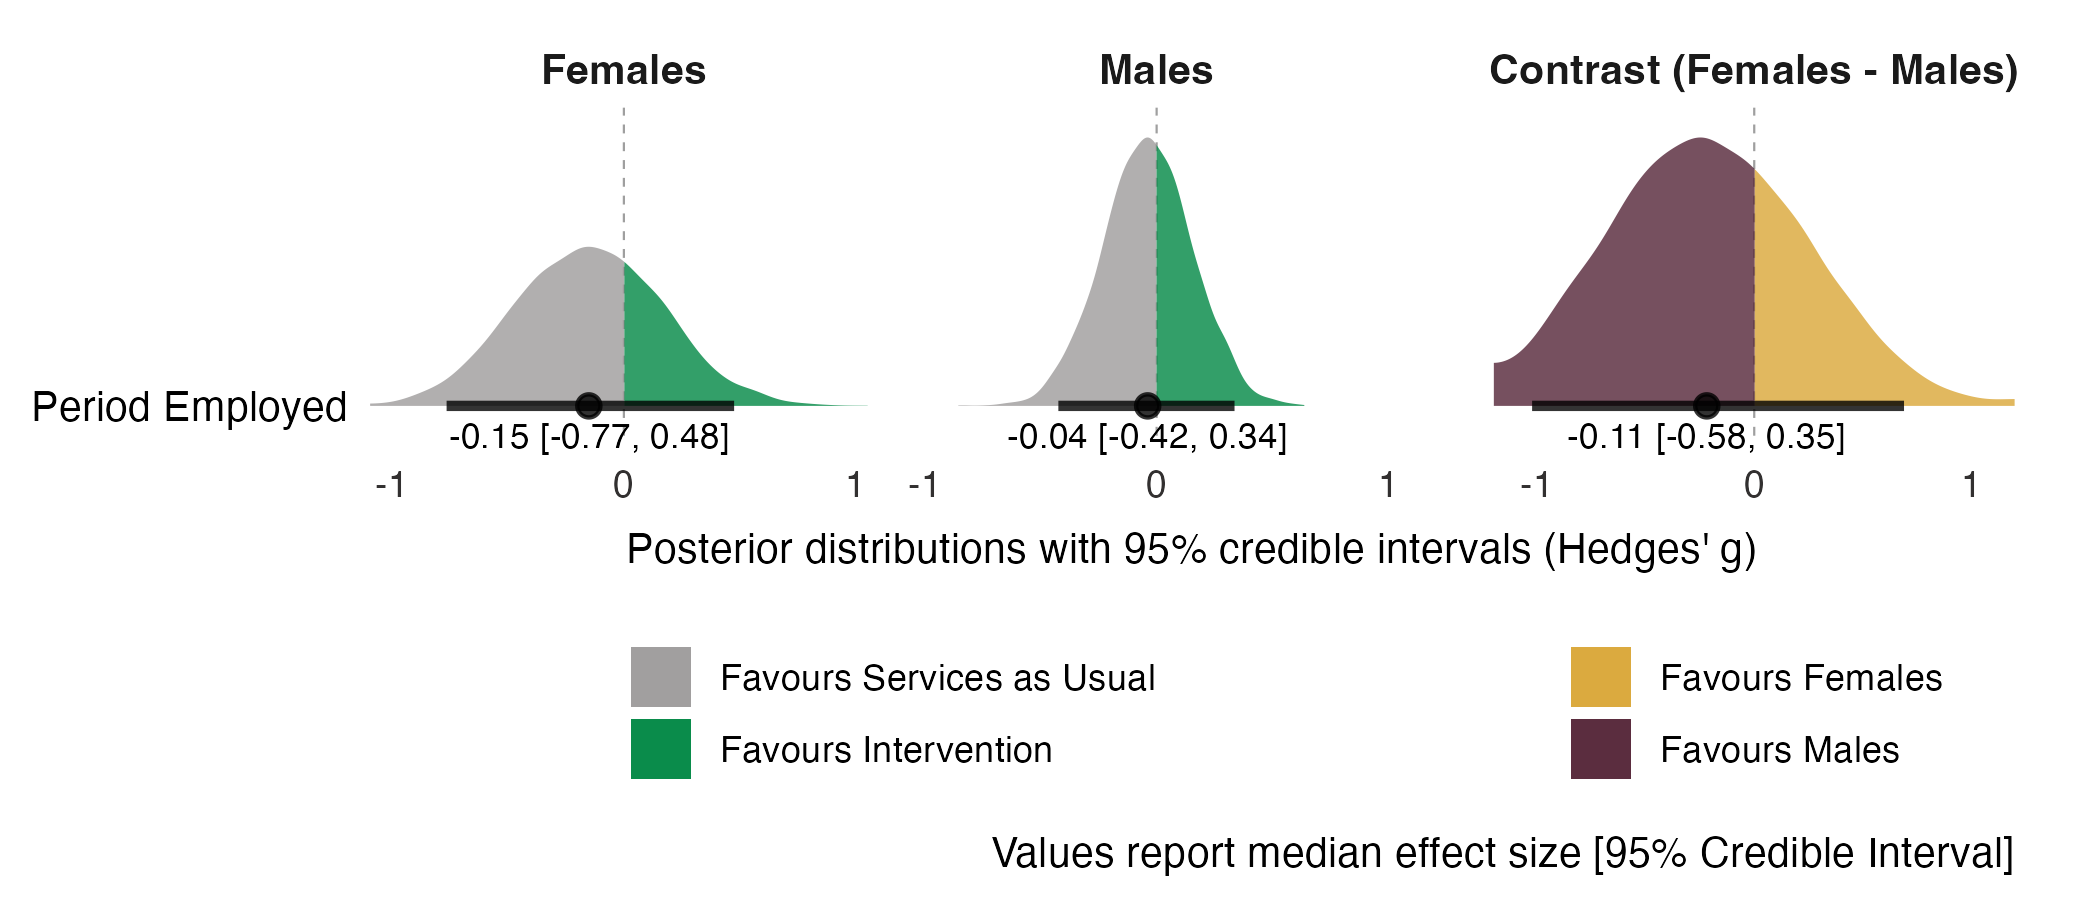 Females
Males
Contrast (Females - Males)
Period Employed
-0.15 [-0.77, 0.48]
-0.04 [-0.42, 0.34]
-0.11 [-0.58, 0.35]
-1 0 1
-1 0 1
-1 0 1
Posterior distributions with 95% credible intervals (Hedges' g)
Favours Services as Usual
Favours Intervention
Favours Females
Favours Males
Values report median effect size [95% Credible Interval]